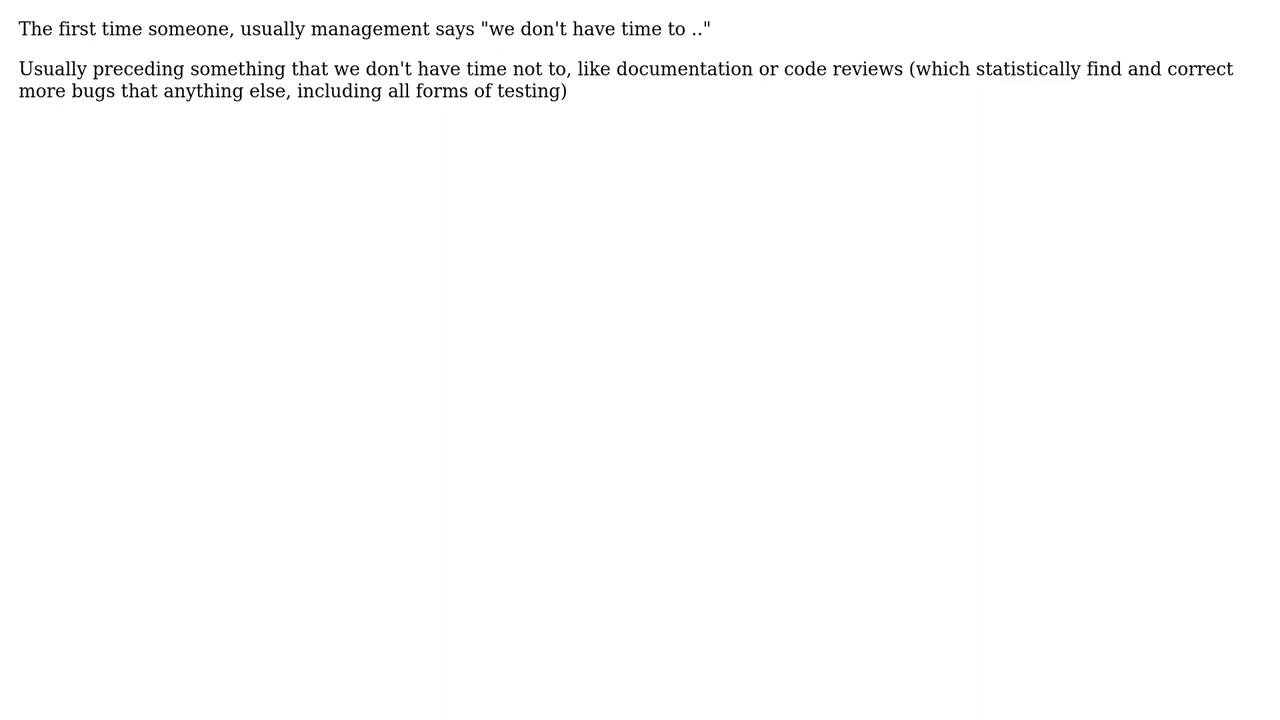 The first time someone, usually management says "we don't have time to .."
Usually preceding something that we don't have time not to, like documentation or code reviews (which statistically find and correct
more bugs that anything else, including all forms of testing)